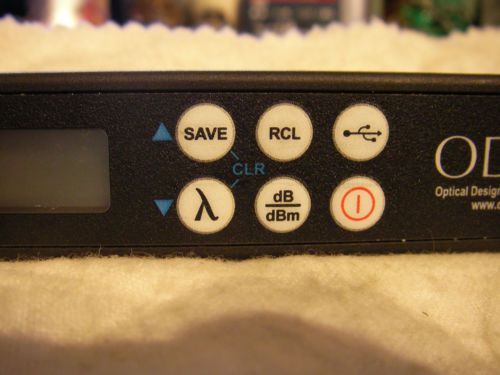 SAVE RCL
CLR
λ dB
dBm
OD
Optical Design
www